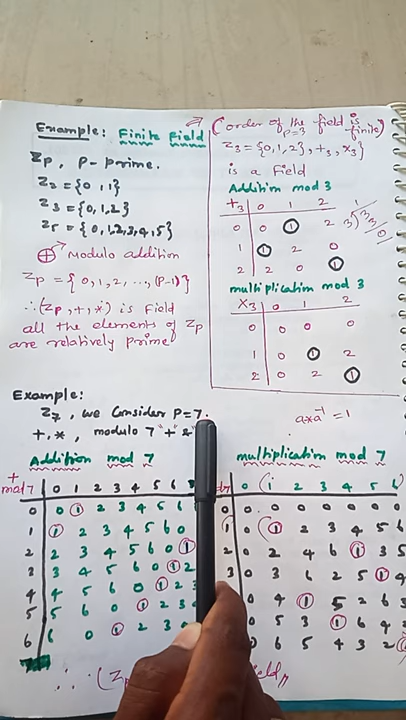 Example: Finite Field
Zp, P-Prime.
Z2 = {0, 1}
Z3 = {0,1,2}
Z5 = {0,1,2,3,4,5}
⊕ Modulo addition
Zp = {0, 1, 2, ..., (P-1)}
∴ (Zp, +, *) is Field
all the elements of Zp
are relatively prime
(order of the field is finite)
P=3
Z3 = {0,1,2}, +3, ×3}
is a Field
Addition mod 3
+3 0 1 2
0 0 1 2
1 1 2 0
2 2 0 1
multiplication mod 3
×3 0 1 2
0 0 0 0
1 0 1 2
2 0 2 1
Example:
Z7, we Consider P=7.
+, *, modulo 7 "+ &
a*a⁻¹ = 1
Addition mod 7
+
mod 7 0 1 2 3 4 5 6
0 0 1 2 3 4 5 6
1 1 2 3 4 5 6 0
2 2 3 4 5 6 0 1
3 3 4 5 6 0 1 2
4 4 5 6 0 1 2
5 5 6 0 1 2 3
6 6 0 1 2 3
multiplication mod 7
0 1 2 3 4 5 6
0 0 0 0 0 0 0
0 1 2 3 4 5 6
2 0 2 4 6 1 3 5
3 0 3 6 2 5 1 4
0 4 1 5 2 6 3
0 5 3 1 6 4 2
0 6 5 4 3 2
∴ (Z